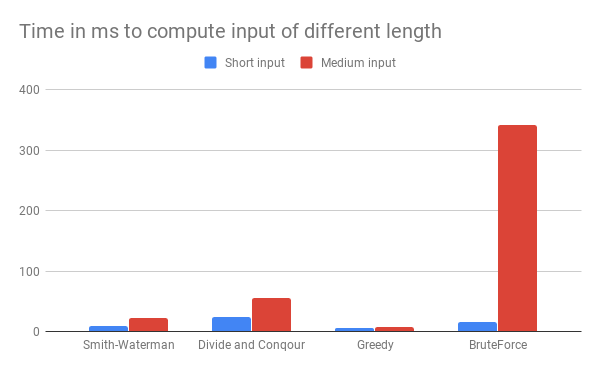 Time in ms to compute input of different length
Short input Medium input
400
300
200
100
0
Smith-Waterman Divide and Conqour Greedy BruteForce